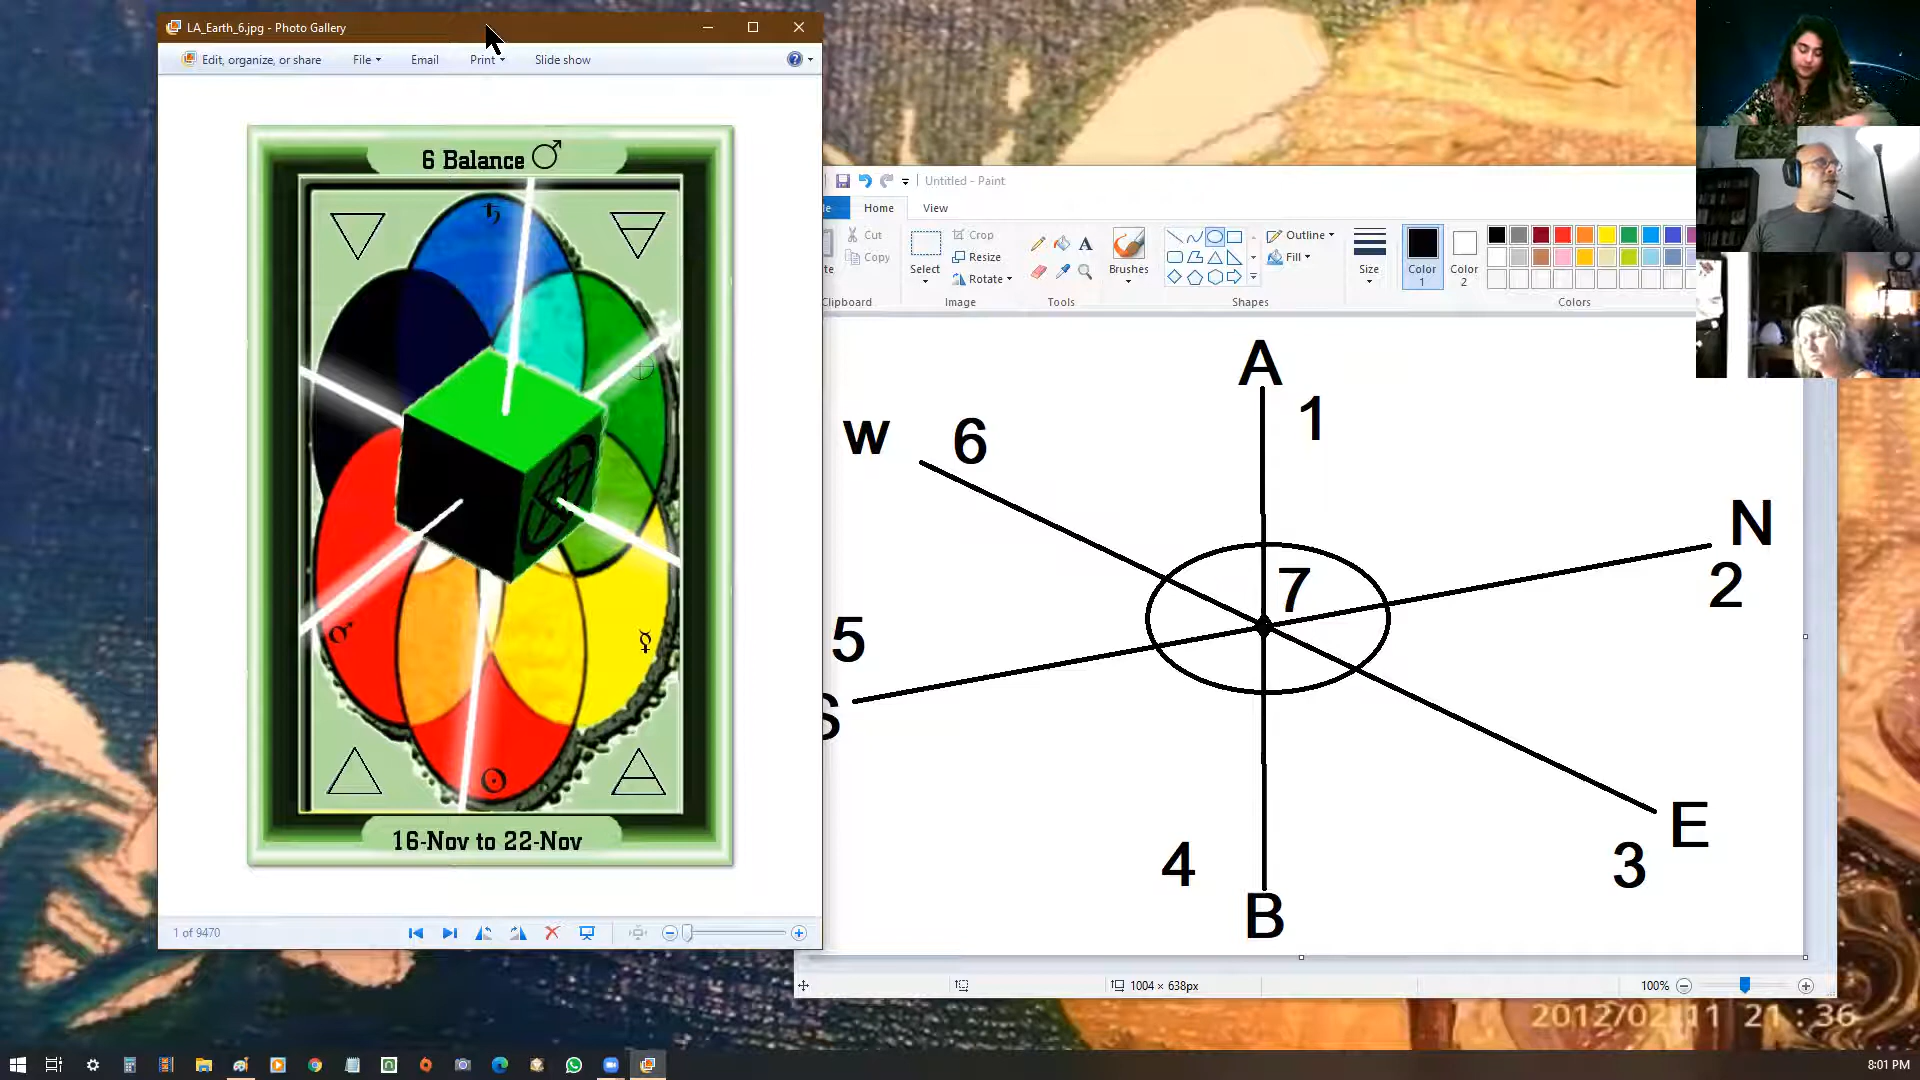 LA_Earth_6.jpg - Photo Gallery
Edit, organize, or share File Email Print Slide show
6 Balance ♂
♄
♂
☿
☉
16-Nov to 22-Nov
1 of 9470
Untitled - Paint
Home View
Cut
Copy
Clipboard
Select
Crop
Resize
Rotate
Image
A
Tools
Brushes
Shapes
Outline
Fill
Size
Color 1
Color 2
Colors
A
1
W 6
N
2
7
5
S
E
3
4
B
1004 × 638px
100%
2012/02/11 21:36
8:01 PM